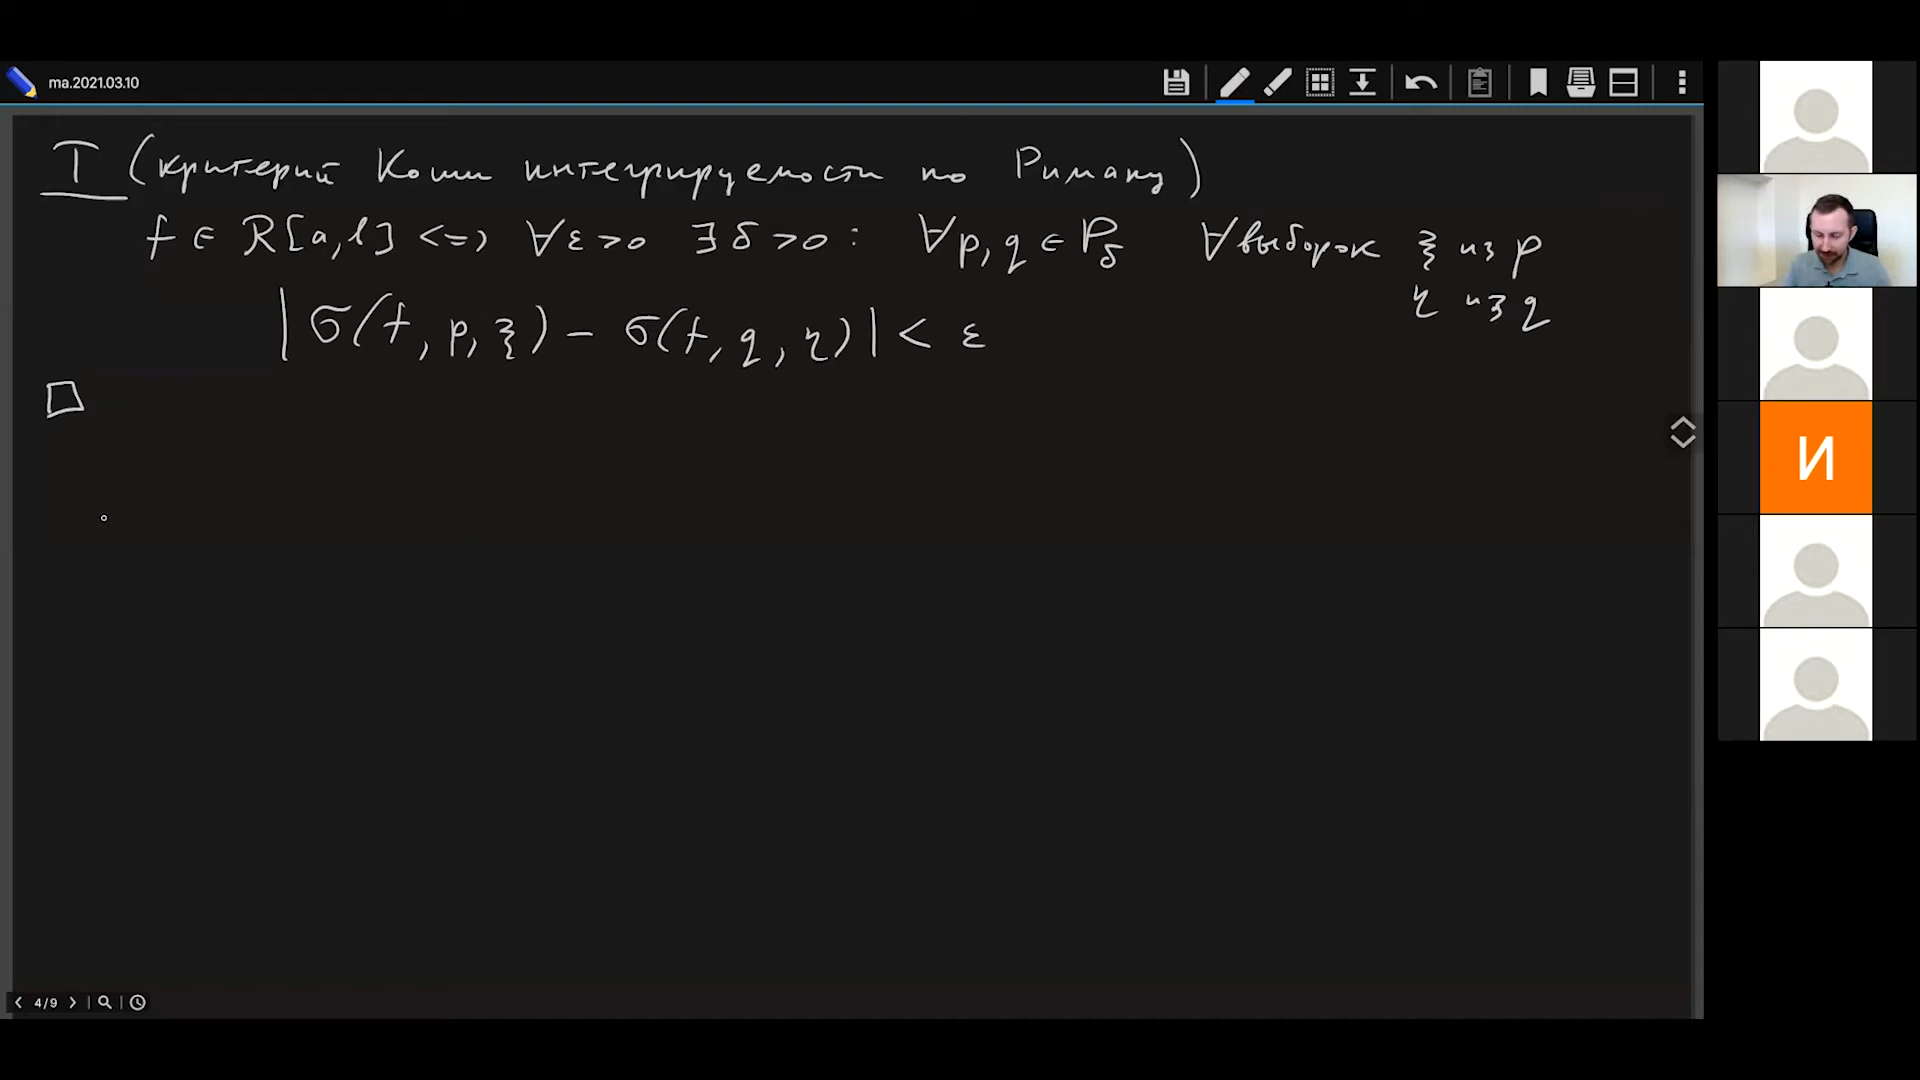 ma.2021.03.10
T (критерий Коши интегрируемости по Риману)
f ∈ R[a,b] <=> ∀ε>0 ∃δ>0: ∀p,q ∈ P_δ ∀выборок ξ из p
η из q
|σ(f, p, ξ) - σ(f, q, η)| < ε
И
4/9